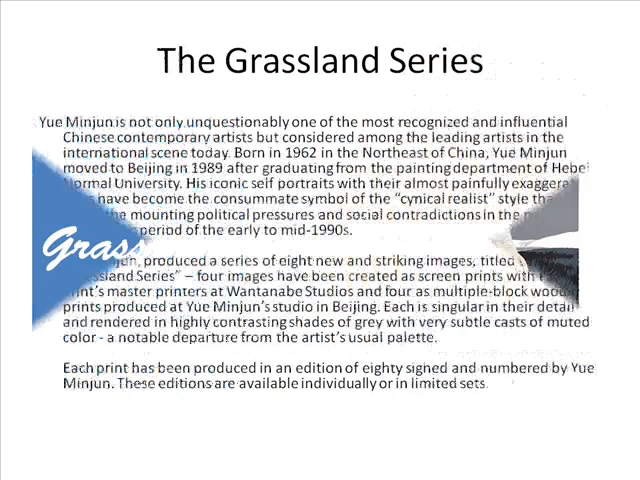 The Grassland Series
Yue Minjun is not only unquestionably one of the most recognized and influential
Chinese contemporary artists but considered among the leading artists in the
international scene today. Born in 1962 in the Northeast of China, Yue Minjun
moved to Beijing in 1989 after graduating from the painting department of Hebei
Normal University. His iconic self portraits with their almost painfully
have become the consummate symbol of the "cynical realist" style
mounting political pressures and social contradictions in the
period of the early to mid-1990s.
Grass
produced a series of eight new and striking images, titled
Series" – four images have been created as screen prints with
master printers at Wantanabe Studios and four as multiple-block
prints produced at Yue Minjun's studio in Beijing. Each is singular in their detail
and rendered in highly contrasting shades of grey with very subtle casts of muted
color - a notable departure from the artist's usual palette.
Each print has been produced in an edition of eighty signed and numbered by Yue
Minjun. These editions are available individually or in limited sets.